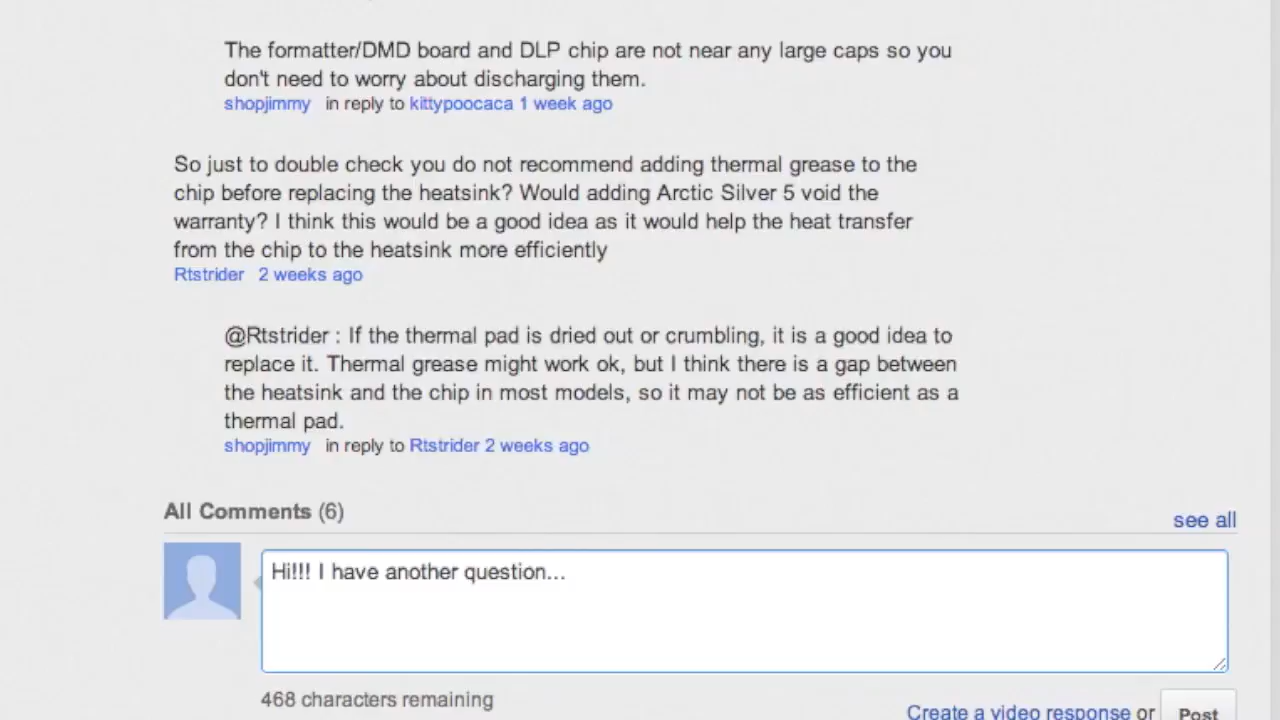 The formatter/DMD board and DLP chip are not near any large caps so you
don't need to worry about discharging them.
shopjimmy in reply to kittypoocaca 1 week ago
So just to double check you do not recommend adding thermal grease to the
chip before replacing the heatsink? Would adding Arctic Silver 5 void the
warranty? I think this would be a good idea as it would help the heat transfer
from the chip to the heatsink more efficiently
Rtstrider 2 weeks ago
@Rtstrider : If the thermal pad is dried out or crumbling, it is a good idea to
replace it. Thermal grease might work ok, but I think there is a gap between
the heatsink and the chip in most models, so it may not be as efficient as a
thermal pad.
shopjimmy in reply to Rtstrider 2 weeks ago
All Comments (6)
see all
Hi!!! I have another question...
468 characters remaining
Create a video response or Post